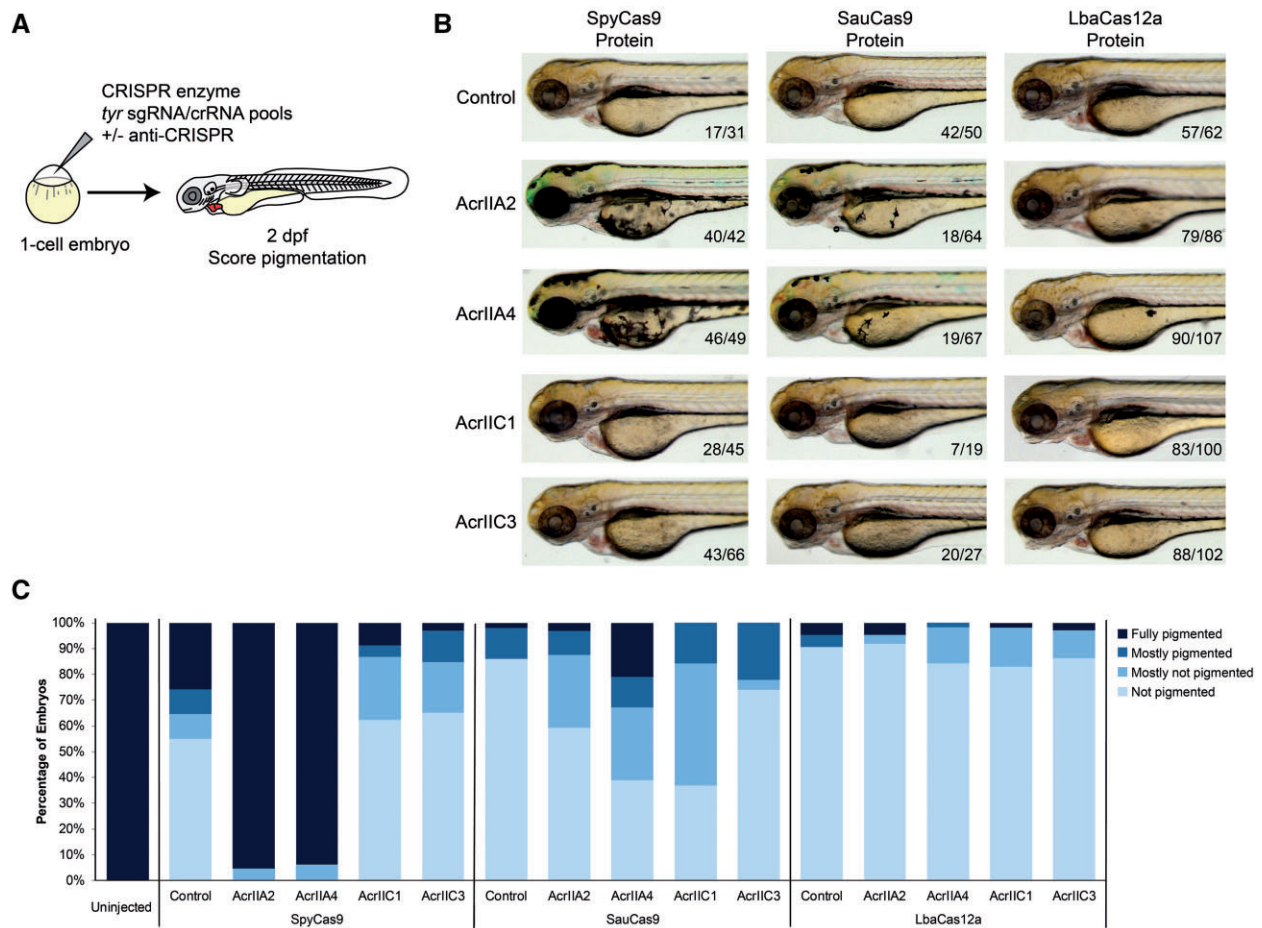 A
CRISPR enzyme
tyr sgRNA/crRNA pools
+/- anti-CRISPR
1-cell embryo
2 dpf
Score pigmentation
B
SpyCas9
Protein
SauCas9
Protein
LbaCas12a
Protein
Control
17/31
42/50
57/62
AcrIIA2
40/42
18/64
79/86
AcrIIA4
46/49
19/67
90/107
AcrIIC1
28/45
7/19
83/100
AcrIIC3
43/66
20/27
88/102
C
Percentage of Embryos
100%
90%
80%
70%
60%
50%
40%
30%
20%
10%
0%
Uninjected
Control
AcrIIA2
AcrIIA4
AcrIIC1
AcrIIC3
SpyCas9
Control
AcrIIA2
AcrIIA4
AcrIIC1
AcrIIC3
SauCas9
Control
AcrIIA2
AcrIIA4
AcrIIC1
AcrIIC3
LbaCas12a
Fully pigmented
Mostly pigmented
Mostly not pigmented
Not pigmented